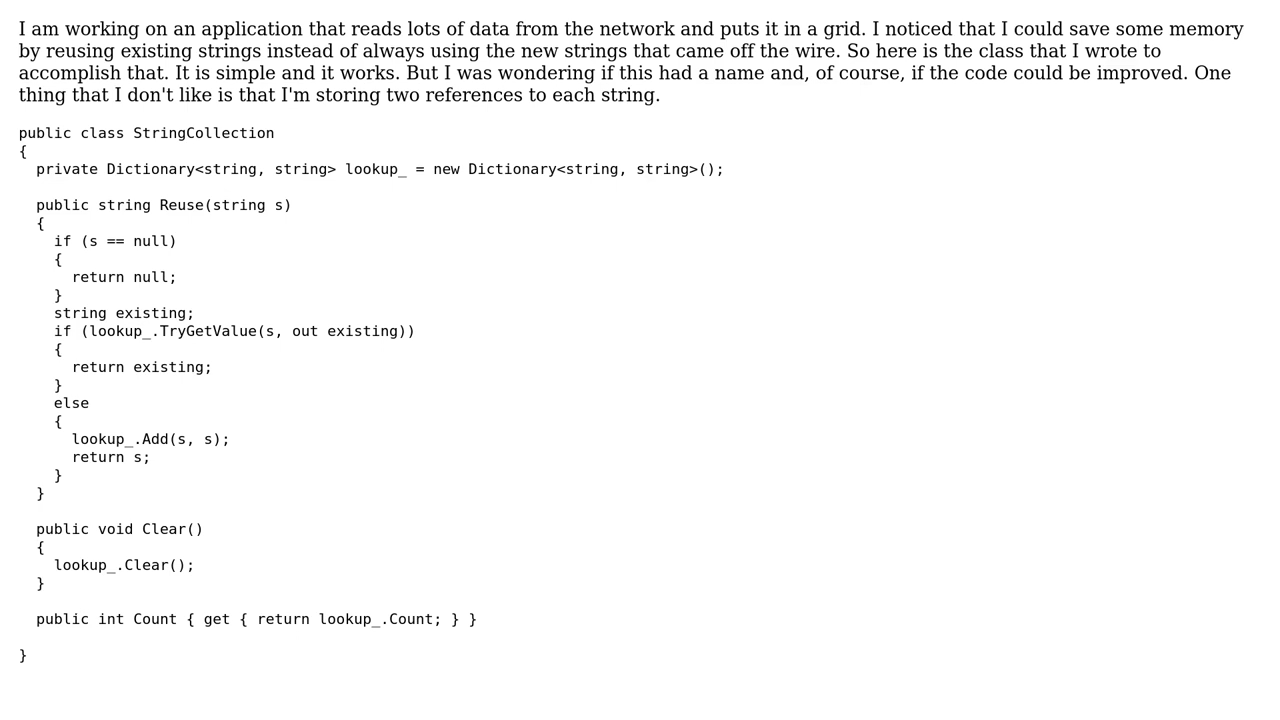 I am working on an application that reads lots of data from the network and puts it in a grid. I noticed that I could save some memory
by reusing existing strings instead of always using the new strings that came off the wire. So here is the class that I wrote to
accomplish that. It is simple and it works. But I was wondering if this had a name and, of course, if the code could be improved. One
thing that I don't like is that I'm storing two references to each string.
public class StringCollection
{
  private Dictionary<string, string> lookup_ = new Dictionary<string, string>();
  public string Reuse(string s)
  {
    if (s == null)
    {
      return null;
    }
    string existing;
    if (lookup_.TryGetValue(s, out existing))
    {
      return existing;
    }
    else
    {
      lookup_.Add(s, s);
      return s;
    }
  }
  public void Clear()
  {
    lookup_.Clear();
  }
  public int Count { get { return lookup_.Count; } }
}